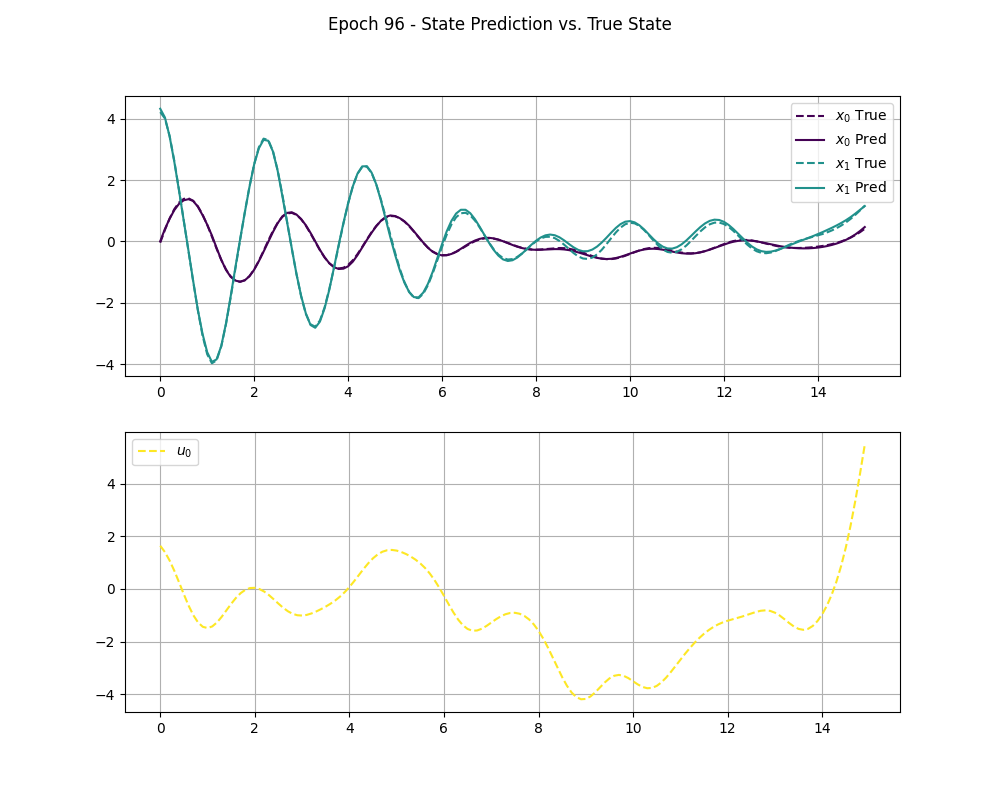 Epoch 96 - State Prediction vs. True State
4
2
0
−2
−4
x₀ True
x₀ Pred
x₁ True
x₁ Pred
0 2 4 6 8 10 12 14
u₀
4
2
0
−2
−4
0 2 4 6 8 10 12 14